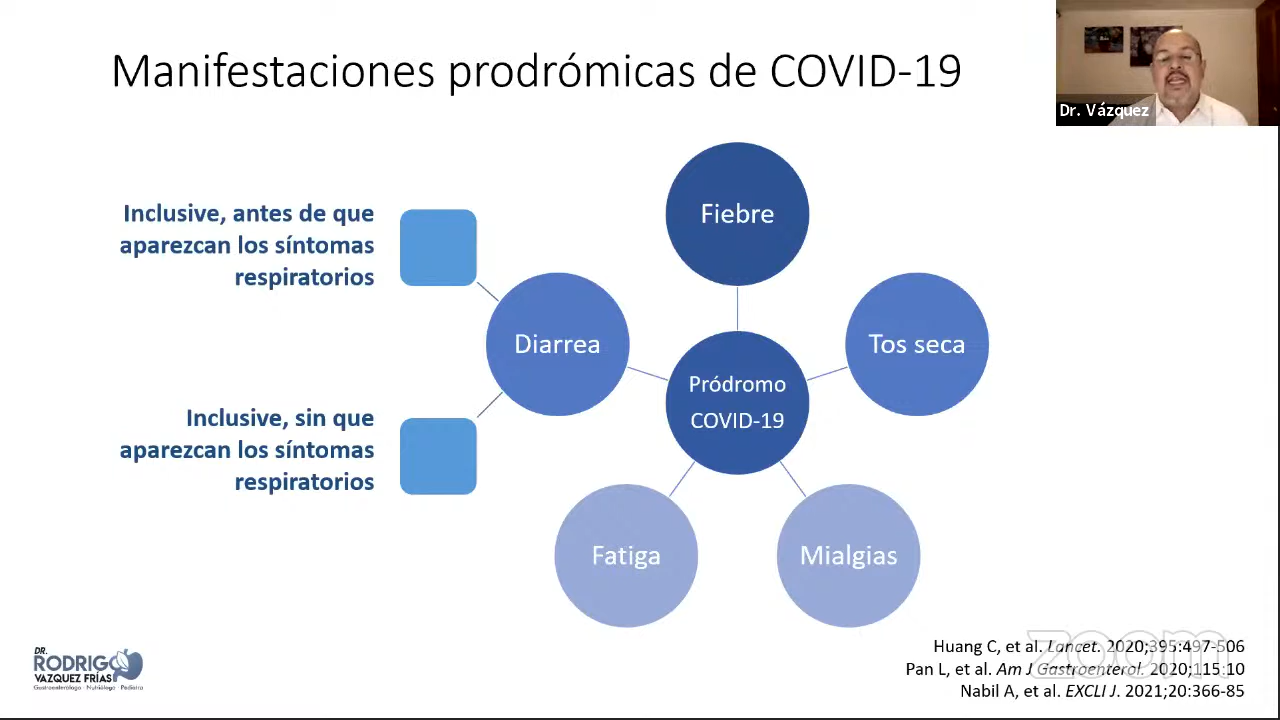 Manifestaciones prodrómicas de COVID-19
Dr. Vázquez
Inclusive, antes de que
aparezcan los síntomas
respiratorios
Fiebre
Diarrea
Tos seca
Pródromo
COVID-19
Inclusive, sin que
aparezcan los síntomas
respiratorios
Fatiga
Mialgias
DR.
RODRIGO
VAZQUEZ FRÍAS
Gastroenterólogo · Nutriólogo · Pediatra
zoom
Huang C, et al. Lancet. 2020;395:497-506
Pan L, et al. Am J Gastroenterol. 2020;115:10
Nabil A, et al. EXCLI J. 2021;20:366-85